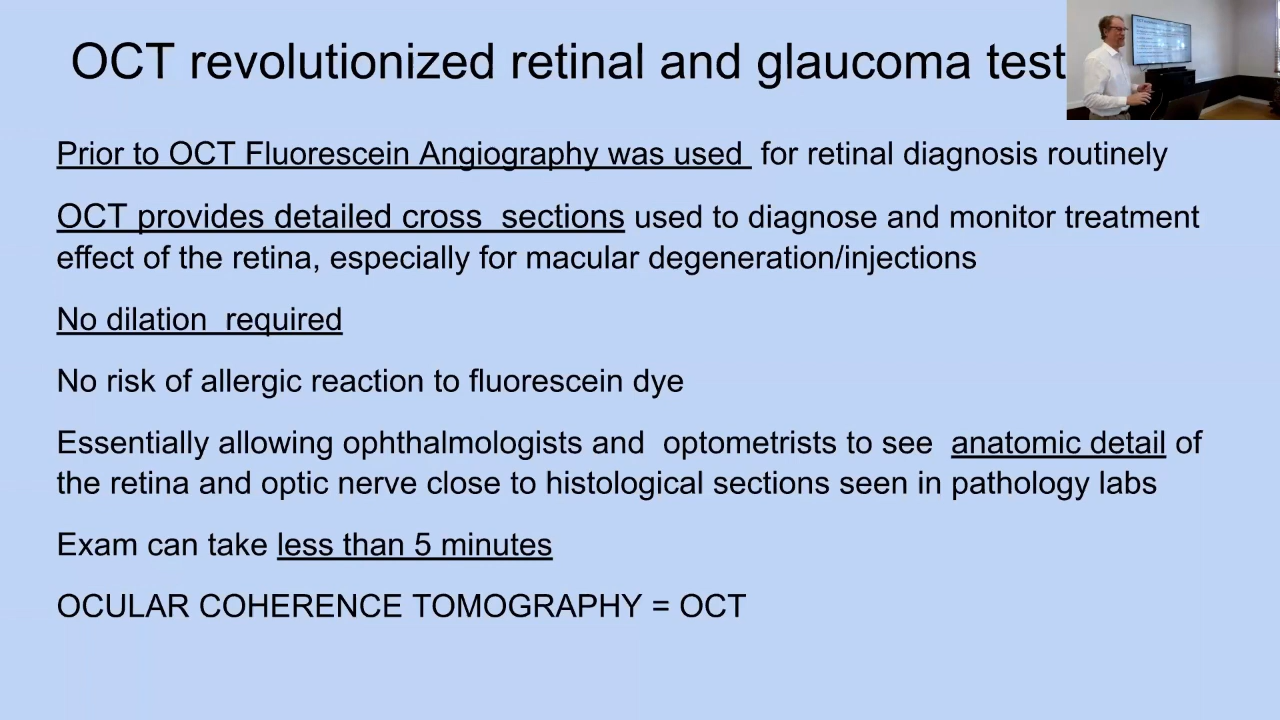 OCT revolutionized retinal and glaucoma test
Prior to OCT Fluorescein Angiography was used for retinal diagnosis routinely
OCT provides detailed cross sections used to diagnose and monitor treatment
effect of the retina, especially for macular degeneration/injections
No dilation required
No risk of allergic reaction to fluorescein dye
Essentially allowing ophthalmologists and optometrists to see anatomic detail of
the retina and optic nerve close to histological sections seen in pathology labs
Exam can take less than 5 minutes
OCULAR COHERENCE TOMOGRAPHY = OCT